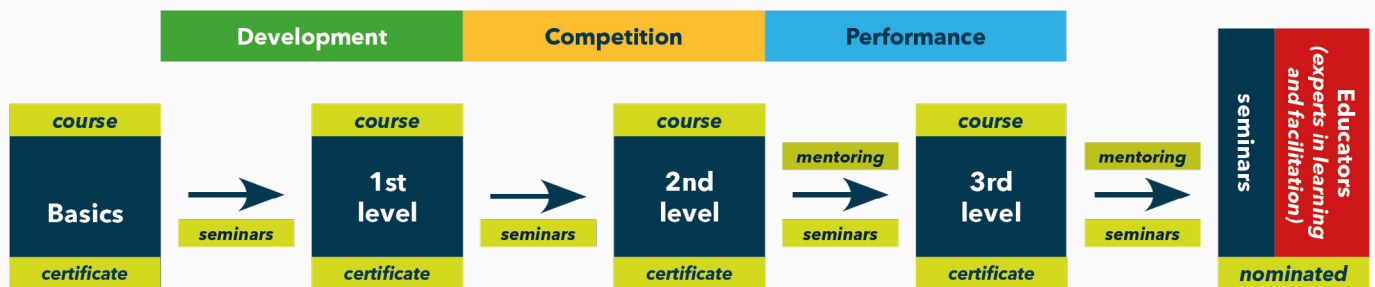 Development
Competition
Performance
course
Basics
certificate
seminars
course
1st
level
certificate
seminars
course
2nd
level
certificate
mentoring
seminars
course
3rd
level
certificate
mentoring
seminars
seminars
Educators
(experts in learning
and facilitation)
nominated